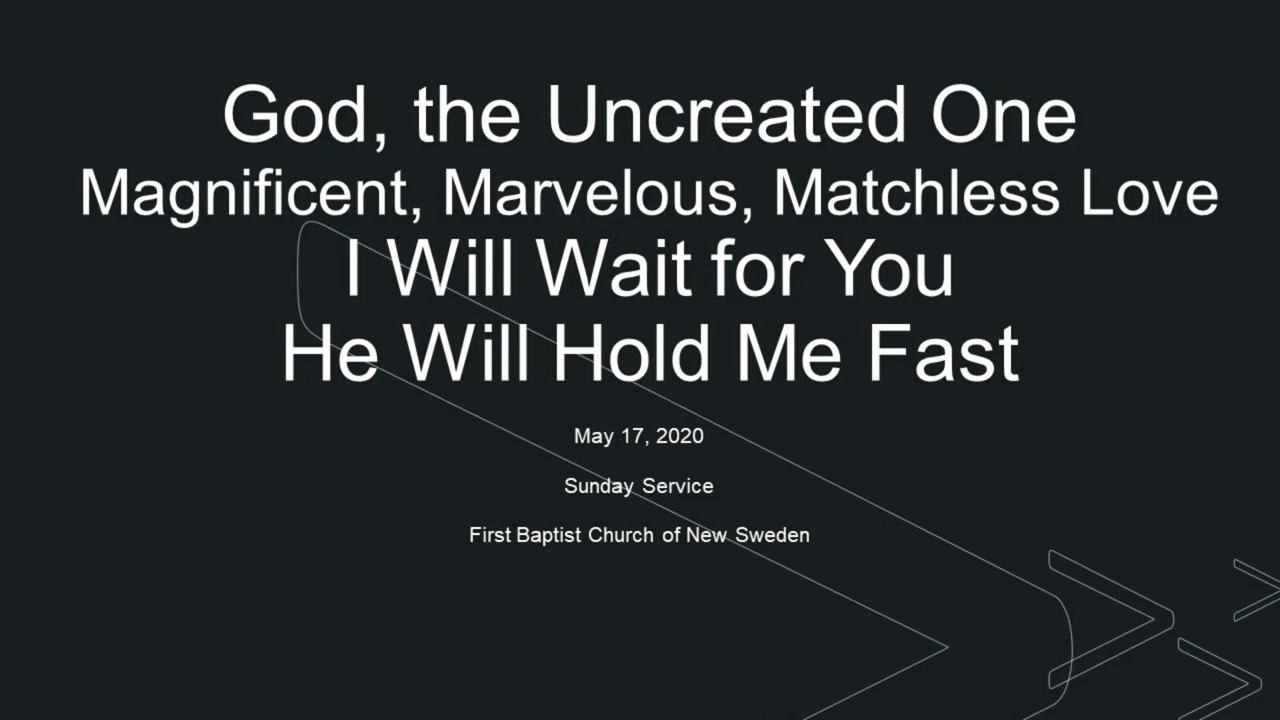 God, the Uncreated One
Magnificent, Marvelous, Matchless Love
I Will Wait for You
He Will Hold Me Fast
May 17, 2020
Sunday Service
First Baptist Church of New Sweden